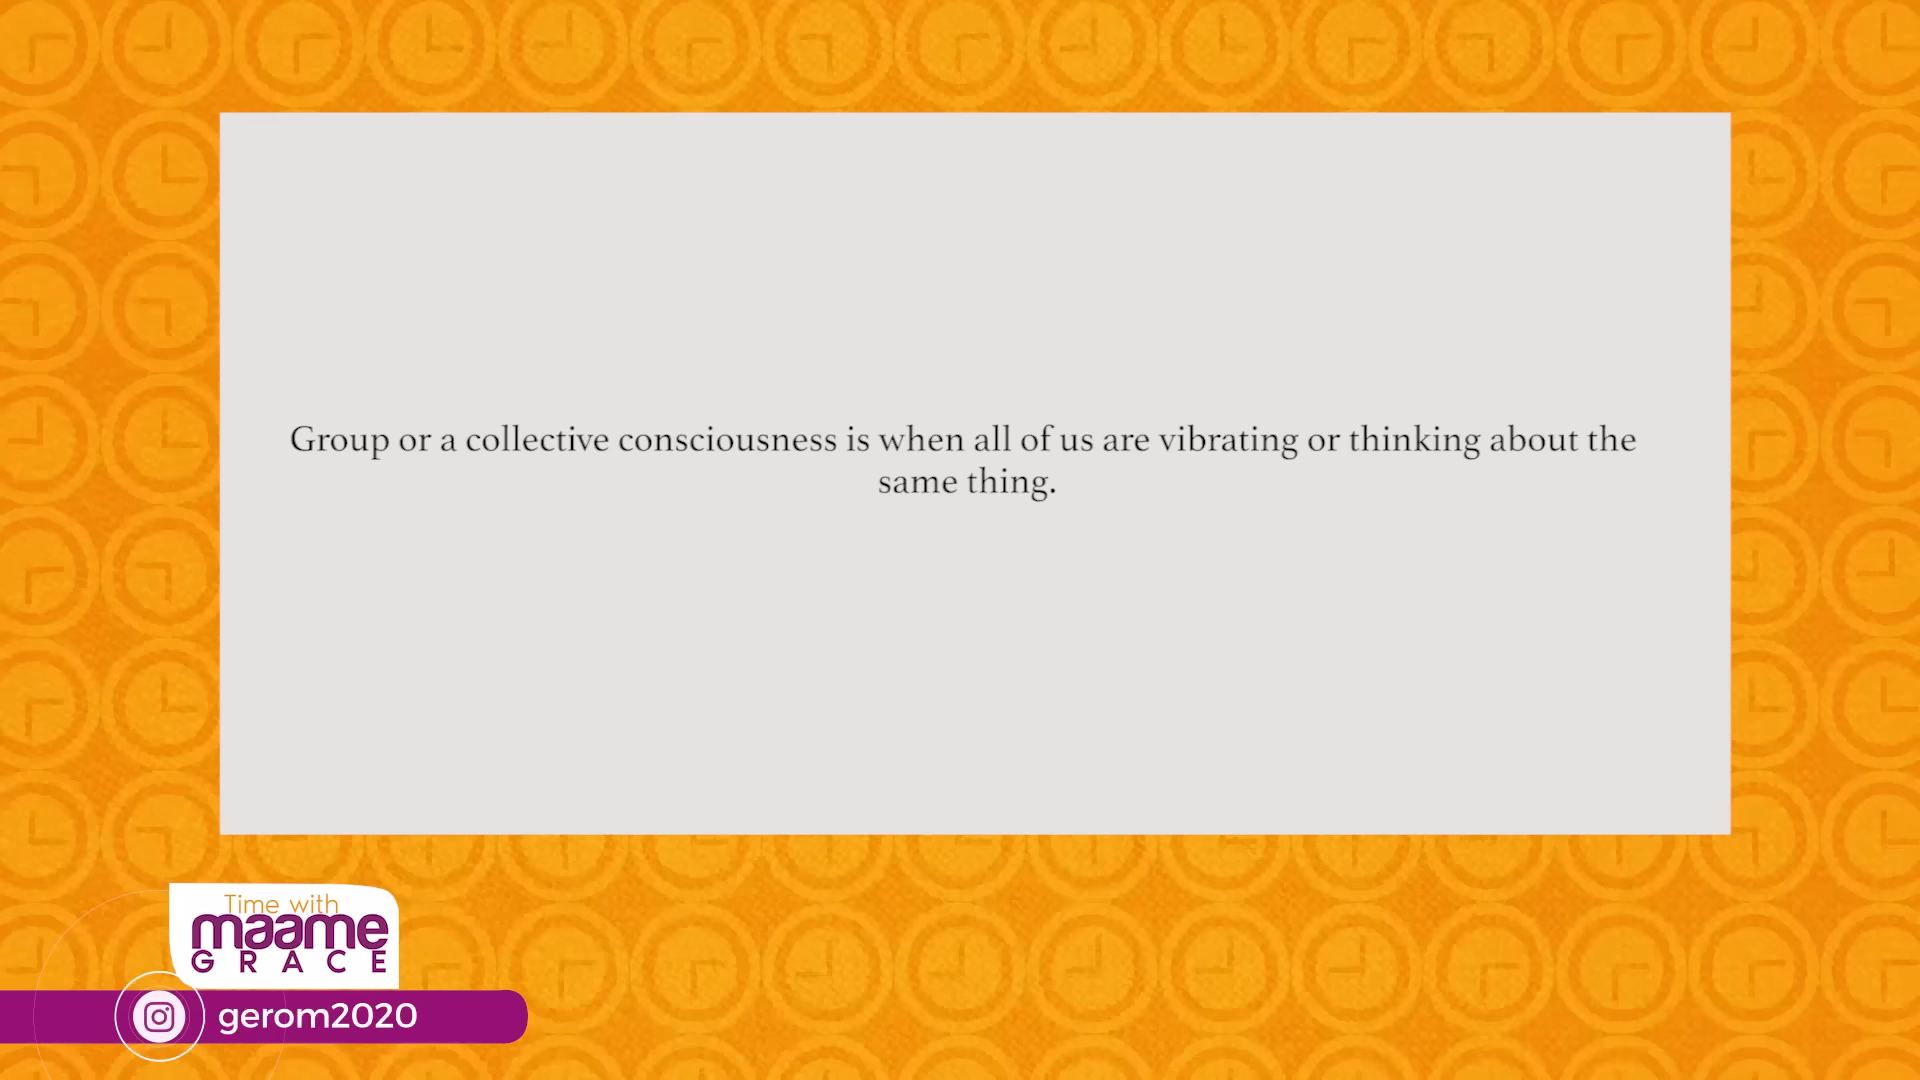 Group or a collective consciousness is when all of us are vibrating or thinking about the
same thing.
Time with
maame
GRACE
gerom2020